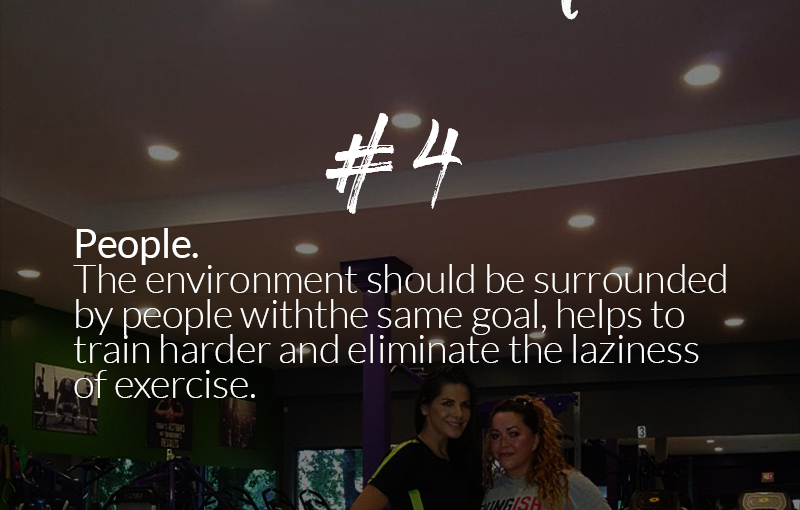 #4
People.
The environment should be surrounded
by people withthe same goal, helps to
train harder and eliminate the laziness
of exercise.